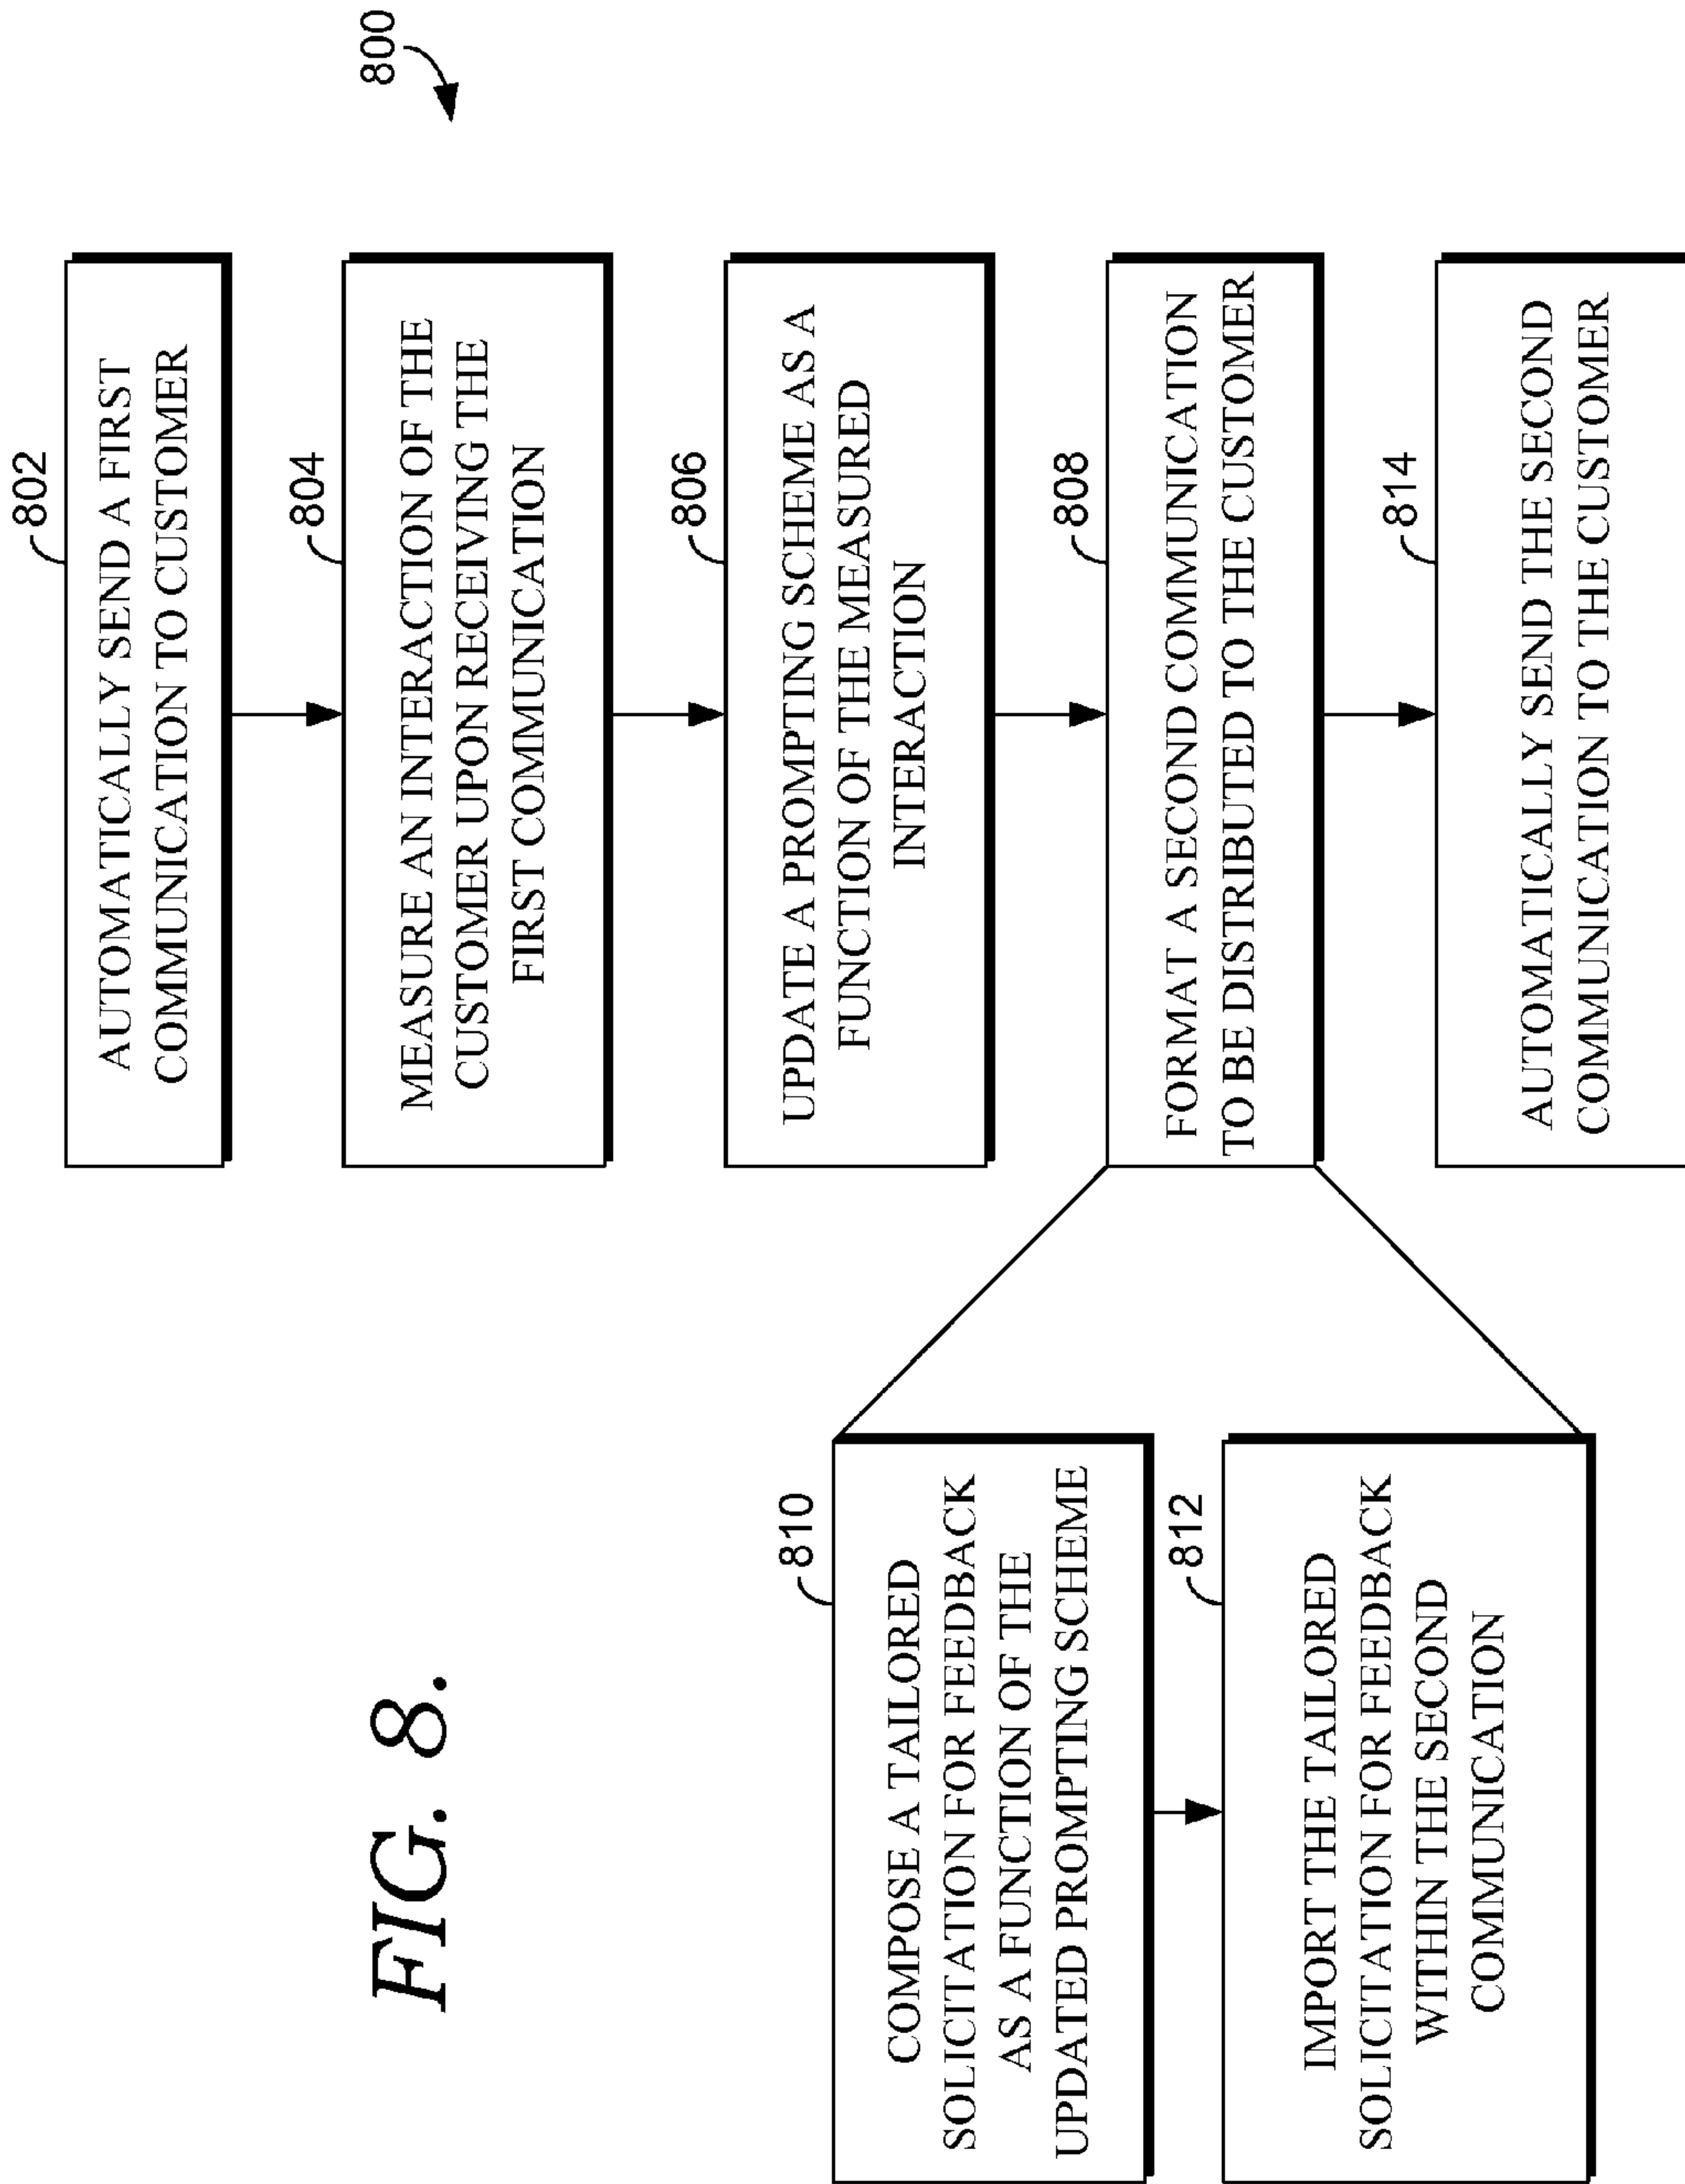 800
802
AUTOMATICALLY SEND A FIRST
COMMUNICATION TO CUSTOMER
804
MEASURE AN INTERACTION OF THE
CUSTOMER UPON RECEIVING THE
FIRST COMMUNICATION
806
UPDATE A PROMPTING SCHEME AS A
FUNCTION OF THE MEASURED
INTERACTION
808
FORMAT A SECOND COMMUNICATION
TO BE DISTRIBUTED TO THE CUSTOMER
810
COMPOSE A TAILORED
SOLICITATION FOR FEEDBACK
AS A FUNCTION OF THE
UPDATED PROMPTING SCHEME
812
IMPORT THE TAILORED
SOLICITATION FOR FEEDBACK
WITHIN THE SECOND
COMMUNICATION
814
AUTOMATICALLY SEND THE SECOND
COMMUNICATION TO THE CUSTOMER
FIG. 8.